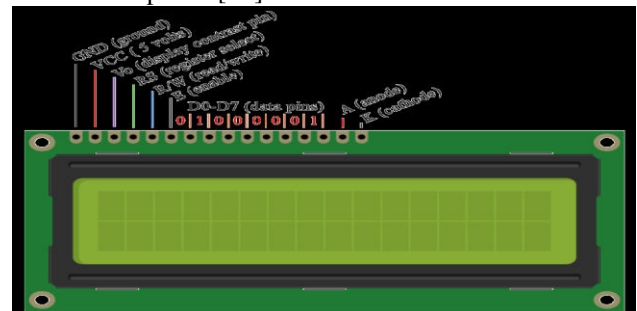 GND (ground)
VCC ( 5 volts)
Vo (display contrast pin)
RS (register select)
R/W (read/write)
E (enable)
D0-D7 (data pins)
0 1 0 0 0 0 0 1
A (anode)
K (cathode)